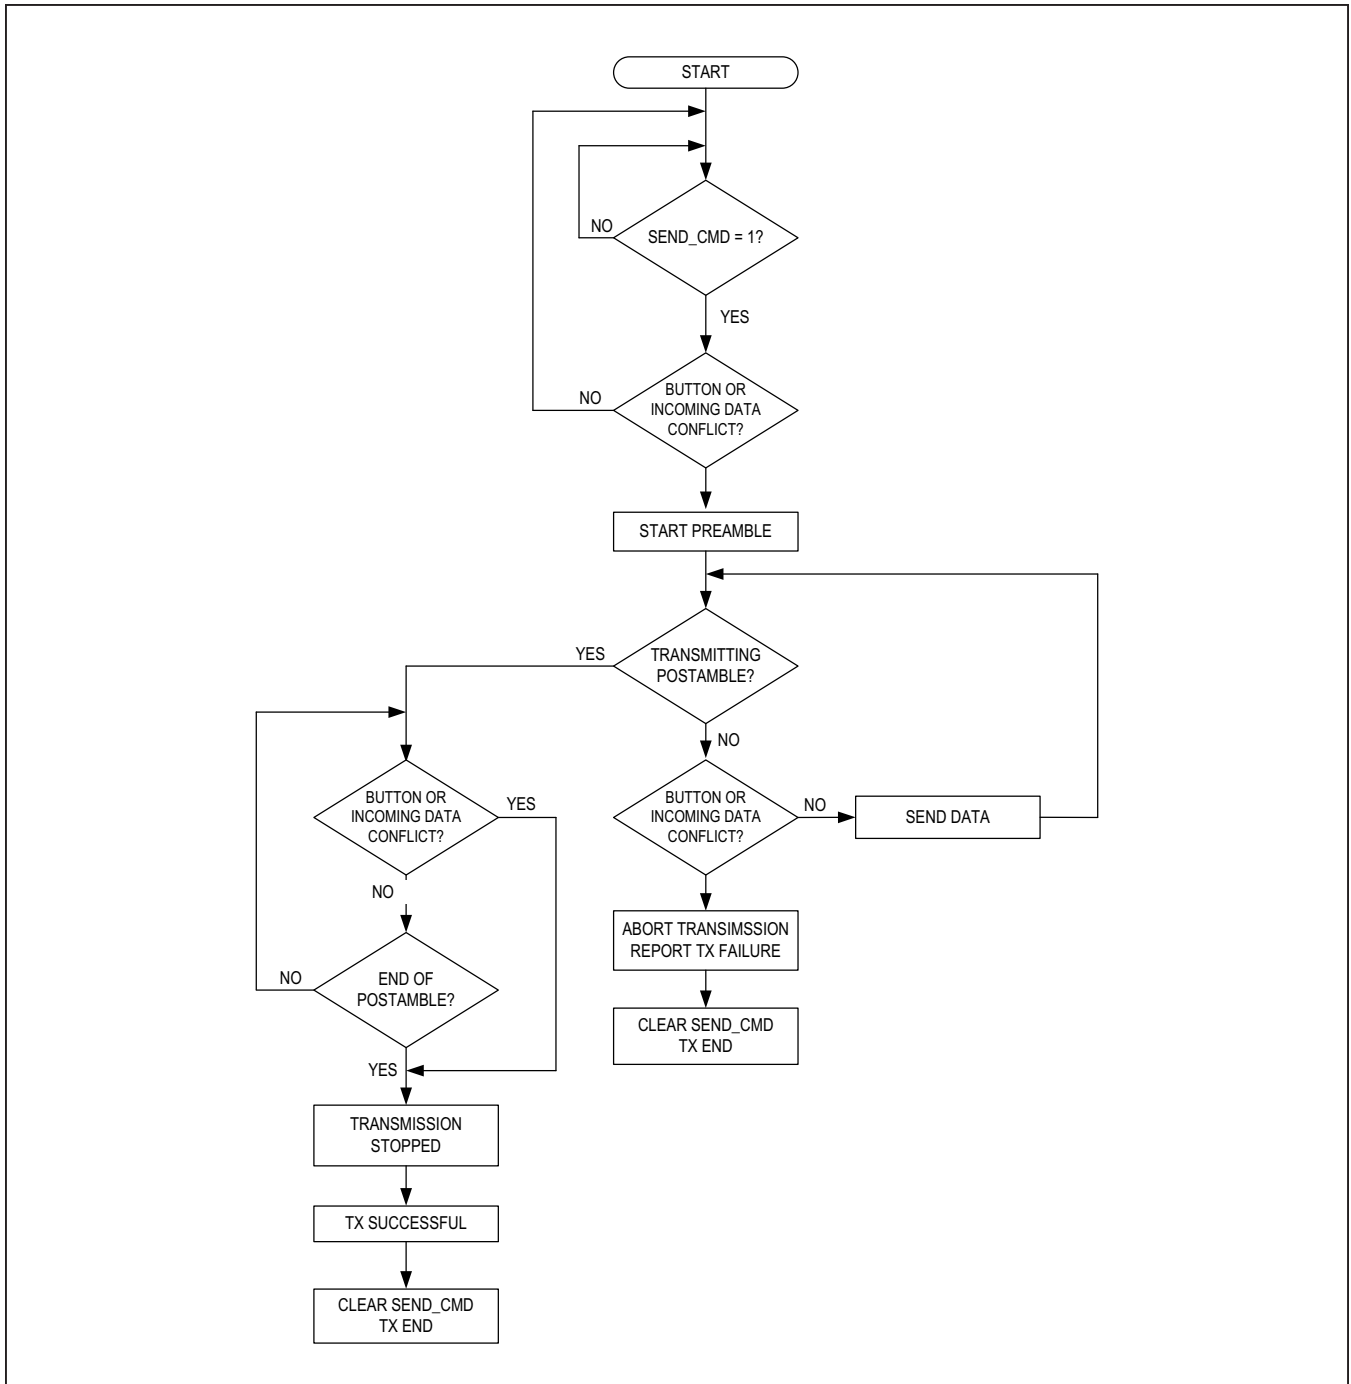 START
NO
SEND_CMD = 1?
YES
NO
BUTTON OR
INCOMING DATA
CONFLICT?
START PREAMBLE
YES
TRANSMITTING
POSTAMBLE?
NO
BUTTON OR
INCOMING DATA
CONFLICT?
YES
BUTTON OR
INCOMING DATA
CONFLICT?
NO
SEND DATA
NO
ABORT TRANSIMSSION
REPORT TX FAILURE
NO
END OF
POSTAMBLE?
CLEAR SEND_CMD
TX END
YES
TRANSMISSION
STOPPED
TX SUCCESSFUL
CLEAR SEND_CMD
TX END